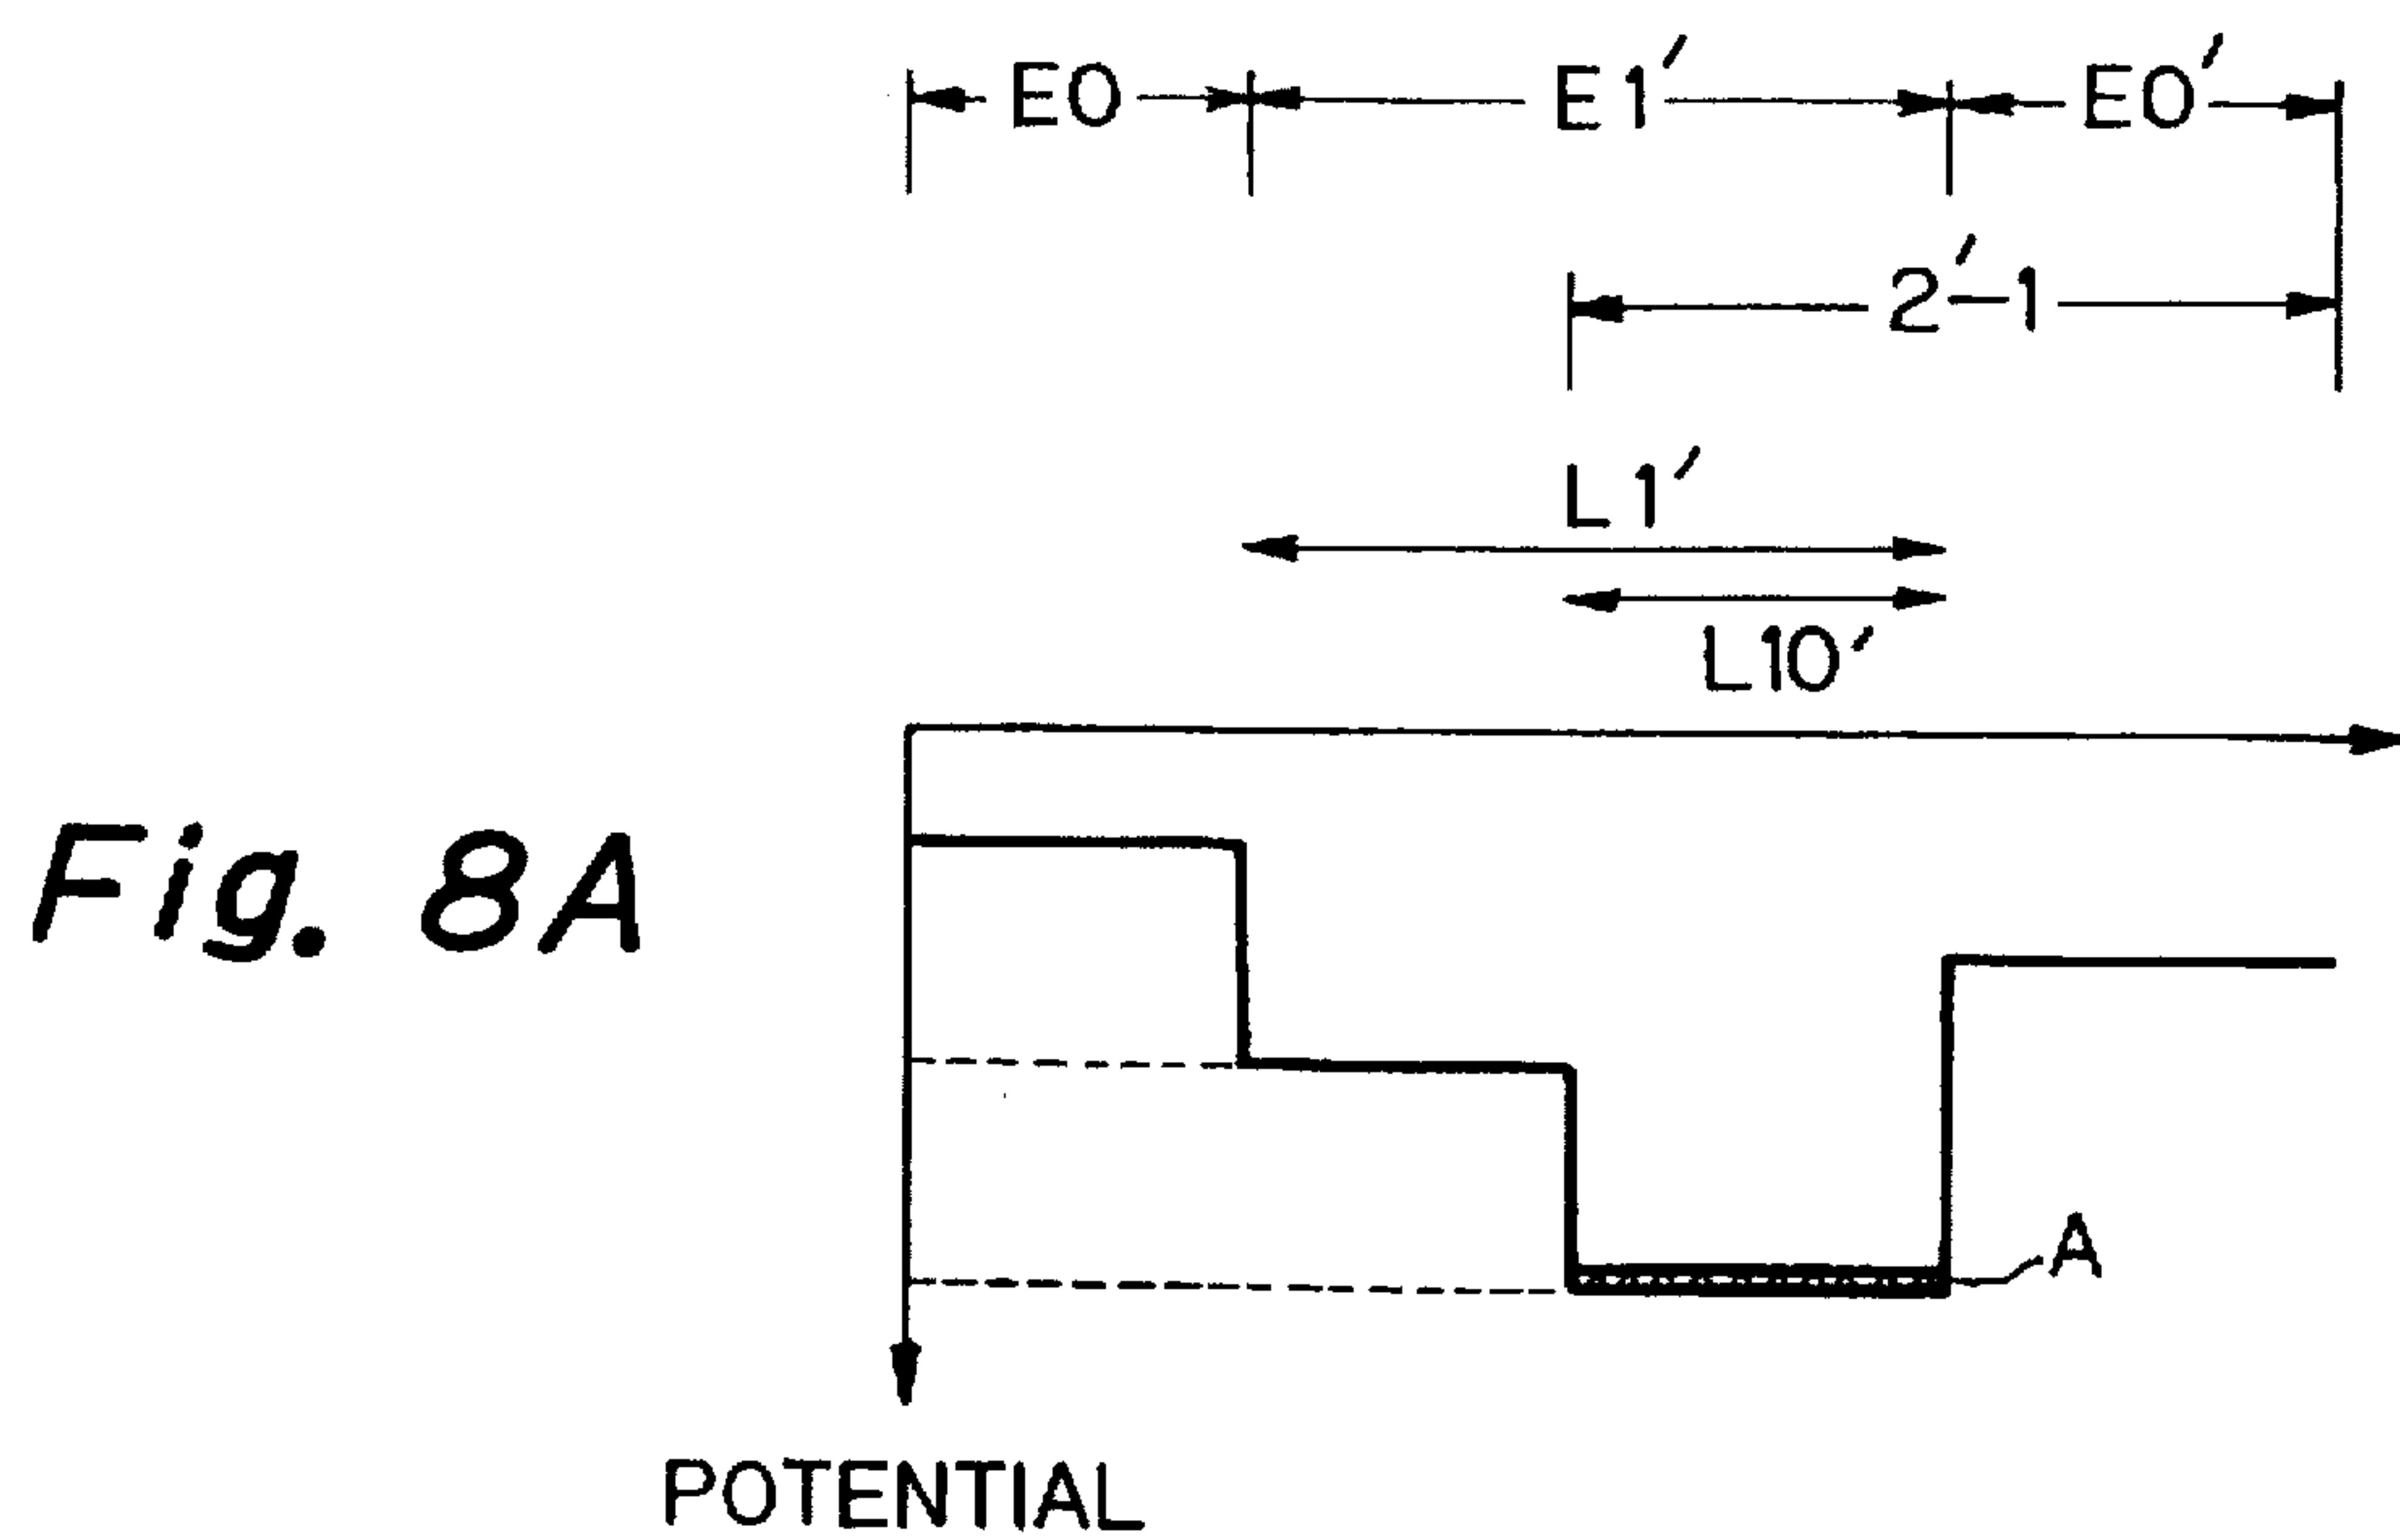 E0 E1′ E0′
2′-1
L1′
L10′
Fig. 8A
A
POTENTIAL